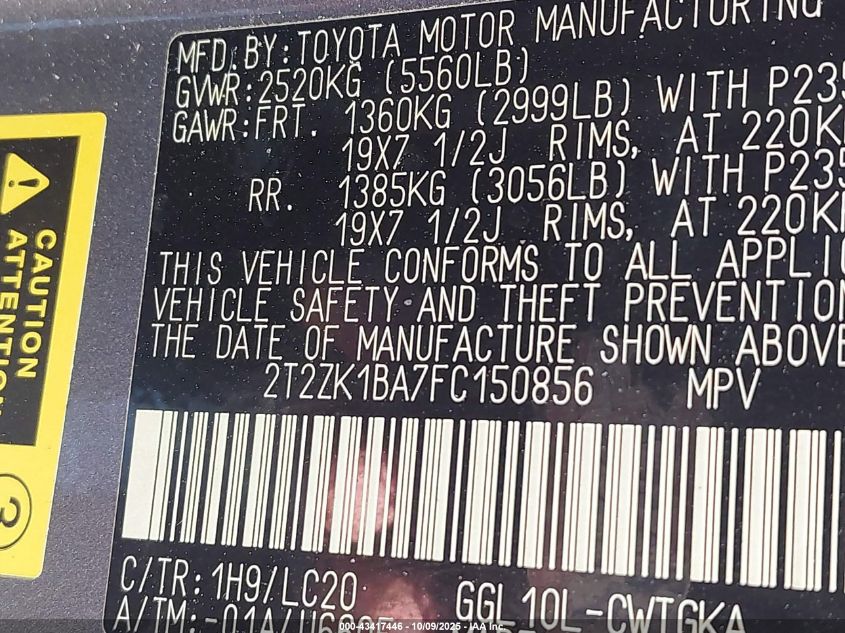 MFD.BY:TOYOTA MOTOR MANUFACTURING
GVWR:2520KG (5560LB)
GAWR:FRT. 1360KG (2999LB) WITH P235
19X7 1/2J RIMS, AT 220K
RR. 1385KG (3056LB) WITH P235
19X7 1/2J RIMS, AT 220K
THIS VEHICLE CONFORMS TO ALL APPLIC
VEHICLE SAFETY AND THEFT PREVENTION
THE DATE OF MANUFACTURE SHOWN ABOVE
2T2ZK1BA7FC150856 MPV
C/TR:1H9/LC20 GGL10L-CWTGKA
A/TM:-01A/
CAUTION
ATTENTION
3
000-43417446 - 10/09/2025 - IAA Inc.